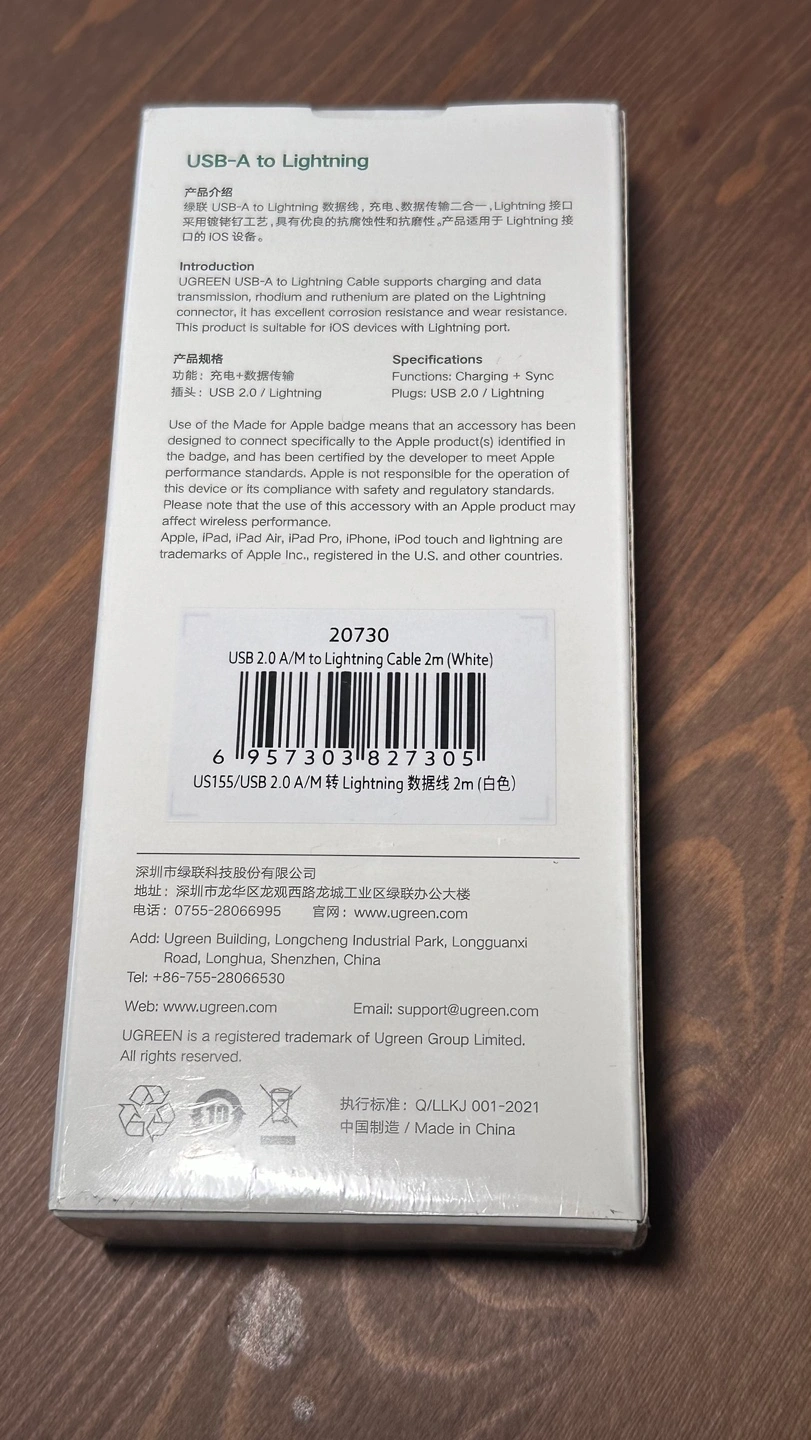 USB-A to Lightning
产品介绍
绿联 USB-A to Lightning 数据线，充电、数据传输二合一，Lightning 接口
采用镀铑钌工艺，具有优良的抗腐蚀性和抗磨性。产品适用于 Lightning 接
口的 iOS 设备。
Introduction
UGREEN USB-A to Lightning Cable supports charging and data
transmission, rhodium and ruthenium are plated on the Lightning
connector, it has excellent corrosion resistance and wear resistance.
This product is suitable for iOS devices with Lightning port.
产品规格
功能：充电+数据传输
插头：USB 2.0 / Lightning
Specifications
Functions: Charging + Sync
Plugs: USB 2.0 / Lightning
Use of the Made for Apple badge means that an accessory has been
designed to connect specifically to the Apple product(s) identified in
the badge, and has been certified by the developer to meet Apple
performance standards. Apple is not responsible for the operation of
this device or its compliance with safety and regulatory standards.
Please note that the use of this accessory with an Apple product may
affect wireless performance.
Apple, iPad, iPad Air, iPad Pro, iPhone, iPod touch and lightning are
trademarks of Apple Inc., registered in the U.S. and other countries.
20730
USB 2.0 A/M to Lightning Cable 2m (White)
6 957303 827305
US155/USB 2.0 A/M 转 Lightning 数据线 2m (白色)
深圳市绿联科技股份有限公司
地址：深圳市龙华区龙观西路龙城工业区绿联办公大楼
电话：0755-28066995 官网：www.ugreen.com
Add: Ugreen Building, Longcheng Industrial Park, Longguanxi
Road, Longhua, Shenzhen, China
Tel: +86-755-28066530
Web: www.ugreen.com Email: support@ugreen.com
UGREEN is a registered trademark of Ugreen Group Limited.
All rights reserved.
10
执行标准：Q/LLKJ 001-2021
中国制造 / Made in China